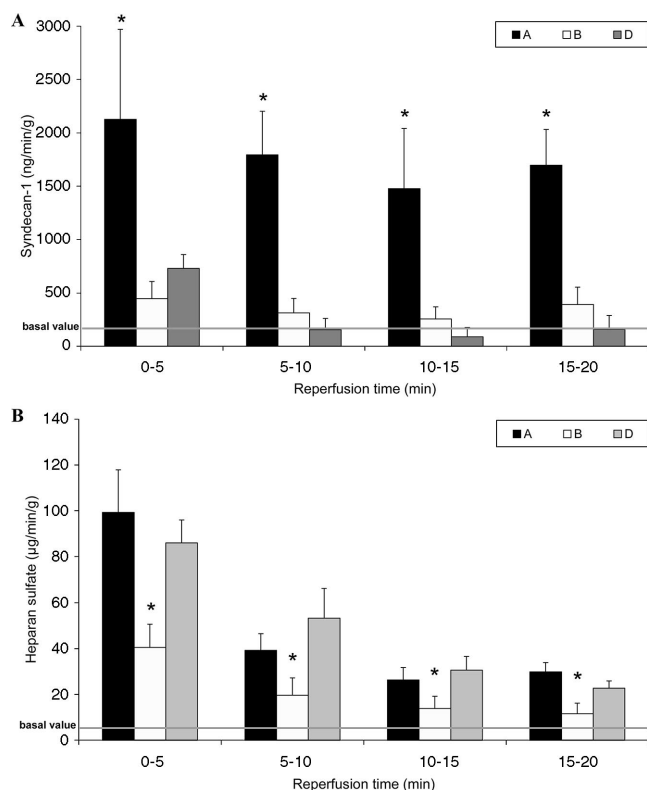 A
A B D
Syndecan-1 (ng/min/g)
3000
2500
2000
1500
1000
500
basal value
0
* * * *
0-5 5-10 10-15 15-20
Reperfusion time (min)
B
A B D
Heparan sulfate (µg/min/g)
140
120
100
80
60
40
20
basal value
0
* * * *
0-5 5-10 10-15 15-20
Reperfusion time (min)